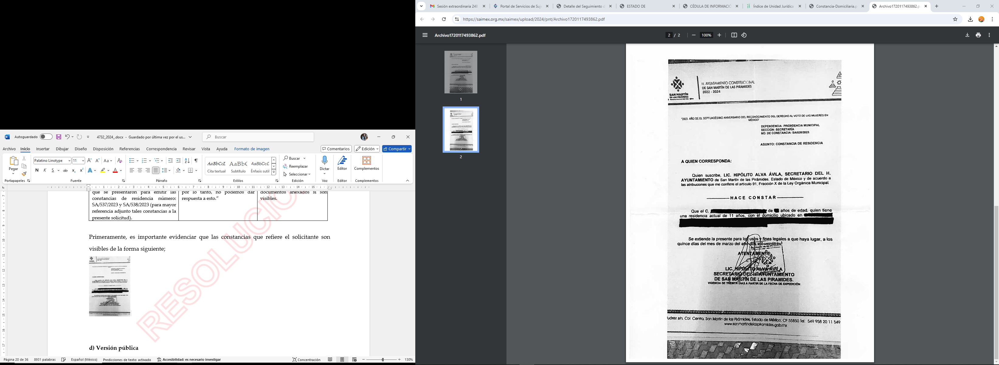 Autoguardado
4732_2024_.docx - Guardado por última vez por el us...
Buscar
Archivo Inicio Insertar Dibujar Diseño Disposición Referencias Correspondencia Revisar Vista Ayuda Formato de imagen
Comentarios Edición Compartir
Pegar
Palatino Linotype 11
Cita textual Subtítulo Énfasis sutil
Buscar
Reemplazar
Seleccionar
Dictar Editor Complementos
Portapapeles Fuente Párrafo Estilos Edición Voz Editor Complementos
que se presentaron para emitir las
constancias de residencia número:
SA/537/2023 y SA/538/2023 (para mayor
referencia adjunto tales constancias a la
presente solicitud).
por lo tanto, no podemos dar
respuesta a esto.”
documentos anexados si son
visibles.
Primeramente, es importante evidenciar que las constancias que refiere el solicitante son
visibles de la forma siguiente;
RESOLUCIÓ
d) Versión pública
Página 20 de 36 8931 palabras Español (México) Predicciones de texto: activado Accesibilidad: es necesario investigar Concentración 130%
Sesión extraordinaria 24
Portal de Servicios de Suje
Detalle del Seguimiento d
ESTADO DE
CÉDULA DE INFORMACIÓ
Índice de Unidad Jurídica
Constancia-Domiciliaria.p
Archivo1720117493862.p
https://saimex.org.mx/saimex/upload/2024/pnt/Archivo1720117493862.pdf
Archivo1720117493862.pdf
2 / 2 100%
1
2
SAN MARTÍN
DE LAS PIRÁMIDES
H. AYUNTAMIENTO CONSTITUCIONAL
DE SAN MARTÍN DE LAS PIRÁMIDES
2022 - 2024
"2023. AÑO DE EL SEPTUAGÉSIMO ANIVERSARIO DEL RECONOCIMIENTO DEL DERECHO AL VOTO DE LAS MUJERES EN
MÉXICO"
DEPENDENCIA: PRESIDENCIA MUNICIPAL
SECCION: SECRETARÍA
NO. DE CONSTANCIA: SA/538/2023.
ASUNTO: CONSTANCIA DE RESIDENCIA
A QUIEN CORRESPONDA:
Quien suscribe, LIC. HIPÓLITO ALVA ÁVILA, SECRETARIO DEL H.
AYUNTAMIENTO de San Martín de las Pirámides, Estado de México y de acuerdo a
las atribuciones que me confiere el artículo 91, Fracción X de la Ley Orgánica Municipal.
HACE CONSTAR
Que el C. de años de edad, quien tiene
una residencia actual de 11 años, con el domicilio ubicado en
Se extiende la presente para los usos y fines legales a que haya lugar, a los
quince días del mes de marzo del año dos mil veintitrés.
ATENTAMENTE
LIC. HIPÓLITO ALVA ÁVILA
SECRETARIO DEL H. AYUNTAMIENTO
DE SAN MARTÍN DE LAS PIRAMIDES.
VIGENCIA DE TREINTA DÍAS A PARTIR DE LA FECHA DE EXPEDICIÓN
Juárez s/n. Col. Centro, San Martín de las Pirámides, Estado de México, CP 55850 Tel.: 549 958 20 11 549
www.sanmartindelaspiramides.gob.mx